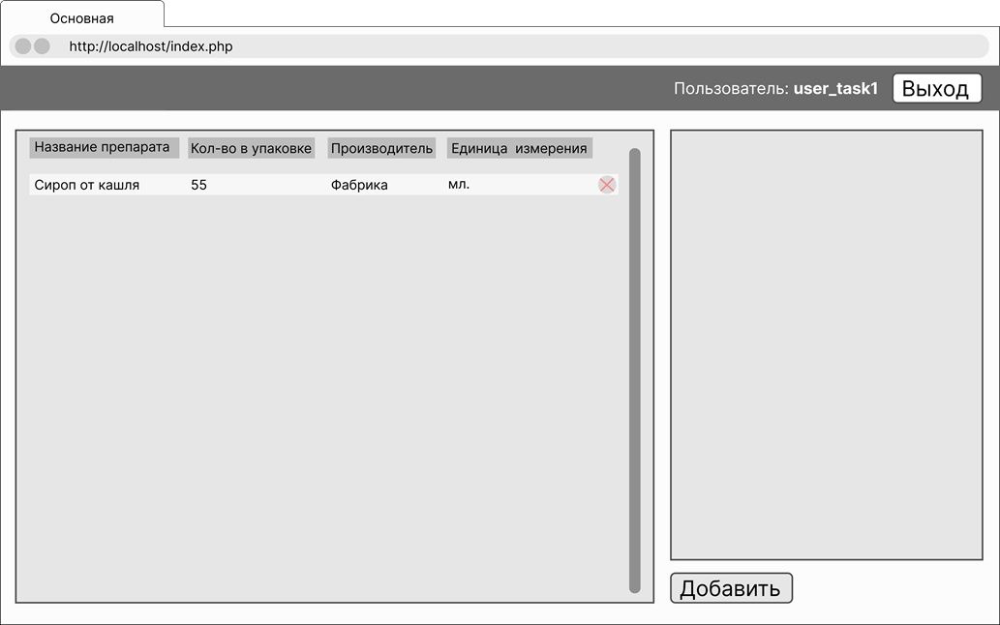 Основная
http://localhost/index.php
Пользователь: user_task1 Выход
Название препарата Кол-во в упаковке Производитель Единица измерения
Сироп от кашля 55 Фабрика мл.
Добавить